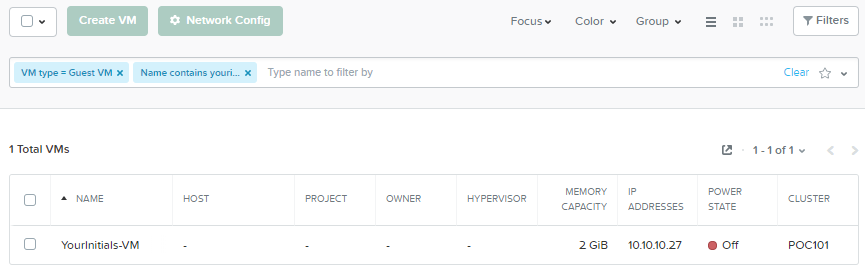 Create VM Network Config Focus Color Group Filters
VM type = Guest VM × Name contains youri... × Type name to filter by Clear
1 Total VMs 1 - 1 of 1
NAME HOST PROJECT OWNER HYPERVISOR MEMORY CAPACITY IP ADDRESSES POWER STATE CLUSTER
YourInitials-VM - - - - 2 GiB 10.10.10.27 Off POC101